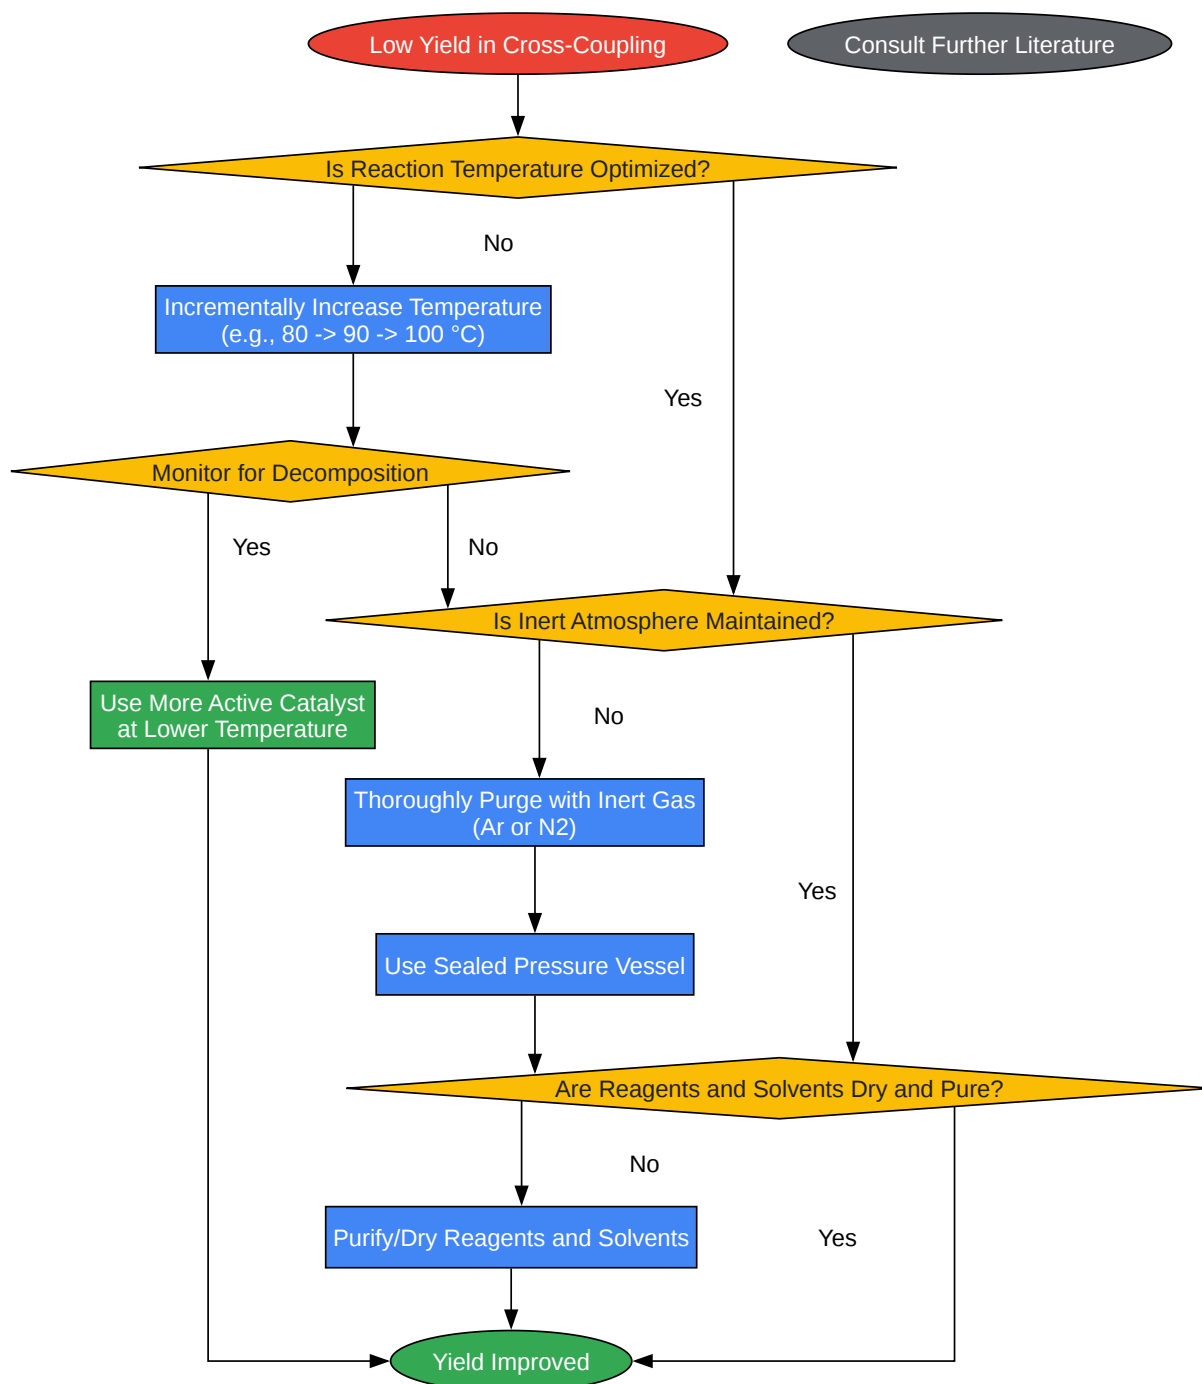 Low Yield in Cross-Coupling
Consult Further Literature
Is Reaction Temperature Optimized?
No
Incrementally Increase Temperature
(e.g., 80 -> 90 -> 100 °C)
Yes
Monitor for Decomposition
Yes
No
Is Inert Atmosphere Maintained?
Use More Active Catalyst
at Lower Temperature
No
Thoroughly Purge with Inert Gas
(Ar or N2)
Yes
Use Sealed Pressure Vessel
Are Reagents and Solvents Dry and Pure?
No
Purify/Dry Reagents and Solvents
Yes
Yield Improved